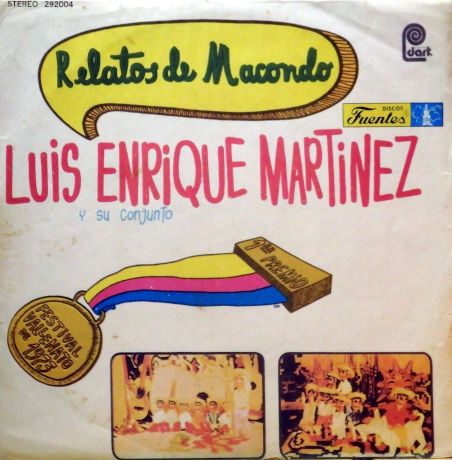 STEREO 292004
dark
Relatos de Macondo
DISCOS
Fuentes
LUIS ENRIQUE MARTINEZ
Y SU CONJUNTO
1er PREMIO
FESTIVAL
VALLENATO
DE
1973